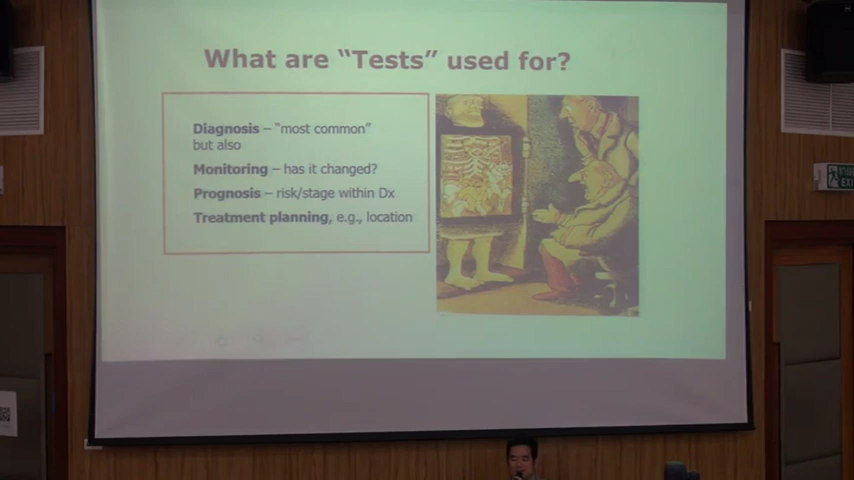 What are “Tests” used for?
Diagnosis – “most common”
but also
Monitoring – has it changed?
Prognosis – risk/stage within Dx
Treatment planning, e.g., location